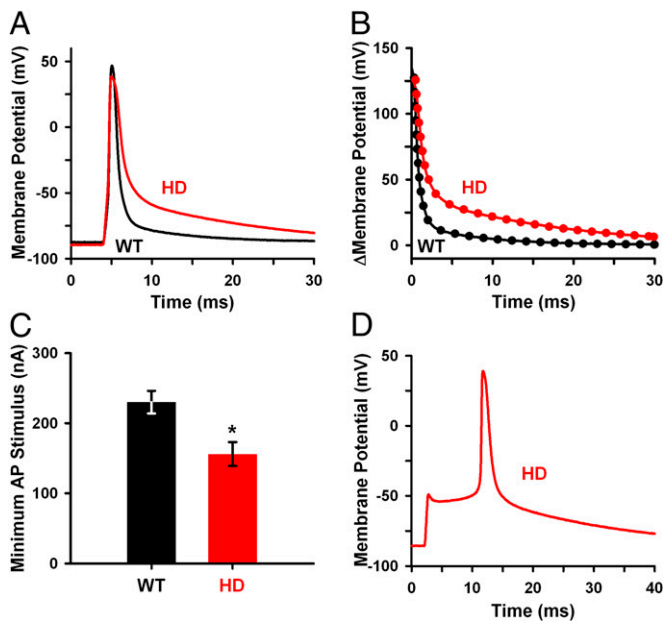 A
Membrane Potential (mV)
50
0
-50
-100
HD
WT
0 10 20 30
Time (ms)
B
ΔMembrane Potential (mV)
150
100
50
0
HD
WT
0 10 20 30
Time (ms)
C
Minimum AP Stimulus (nA)
300
200
100
0
*
WT HD
D
Membrane Potential (mV)
50
0
-50
-100
HD
0 10 20 30 40
Time (ms)